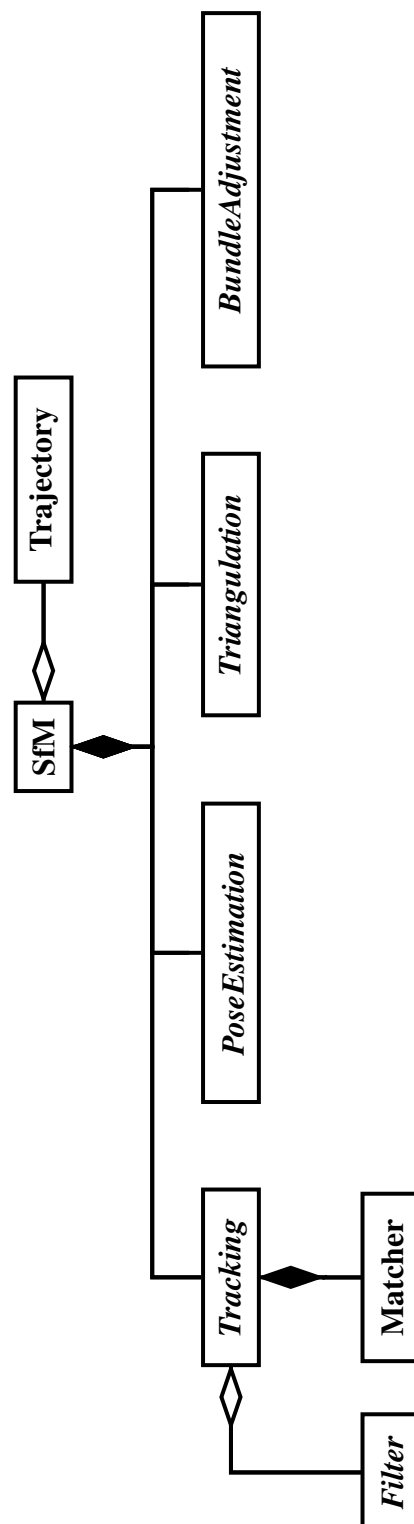 SfM
Trajectory
Tracking
PoseEstimation
Triangulation
BundleAdjustment
Filter
Matcher